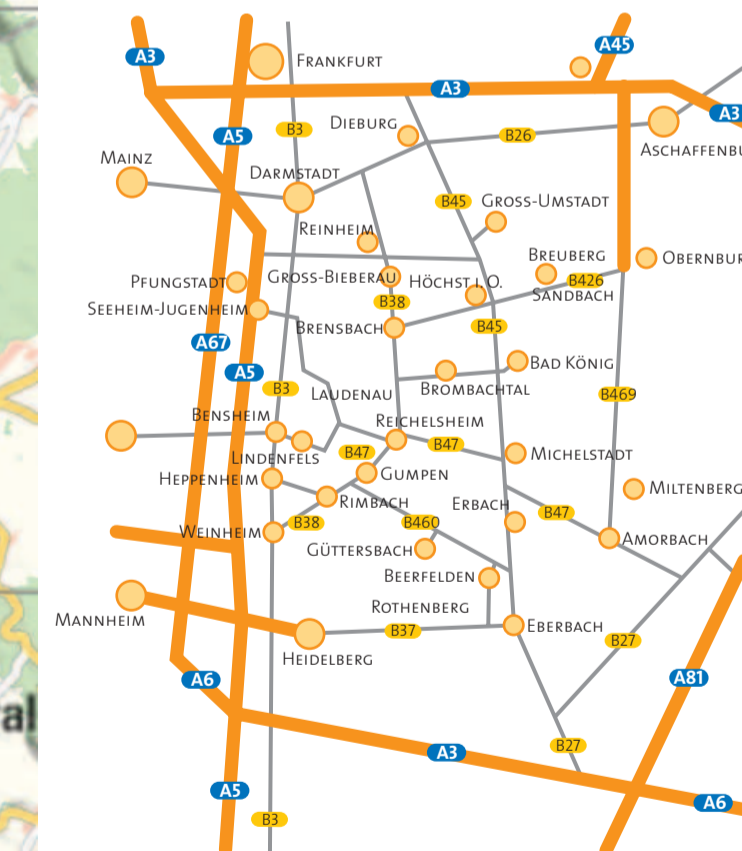 A45
A3
FRANKFURT
A3
A3
DIEBURG
B3
A5
B26
ASCHAFFENBU
MAINZ
DARMSTADT
B45
GROSS-UMSTADT
REINHEIM
BREUBERG
OBERNBUR
PFUNGSTADT
GROSS-BIEBERAU
HÖCHST I. O.
B426
SANDBACH
B38
SEEHEIM-JUGENHEIM
BRENSBACH
B45
A67
BAD KÖNIG
A5
B3
LAUDENAU
BROMBACHTAL
B469
BENSHEIM
REICHELSHEIM
B47
B47
LINDENFELS
MICHELSTADT
HEPPENHEIM
GUMPEN
MILTENBERG
RIMBACH
ERBACH
B47
WEINHEIM
B38
B460
AMORBACH
GÜTTERSBACH
BEERFELDEN
ROTHENBERG
MANNHEIM
B37
EBERBACH
B27
HEIDELBERG
al
A6
A81
B27
A3
A5
A6
B3